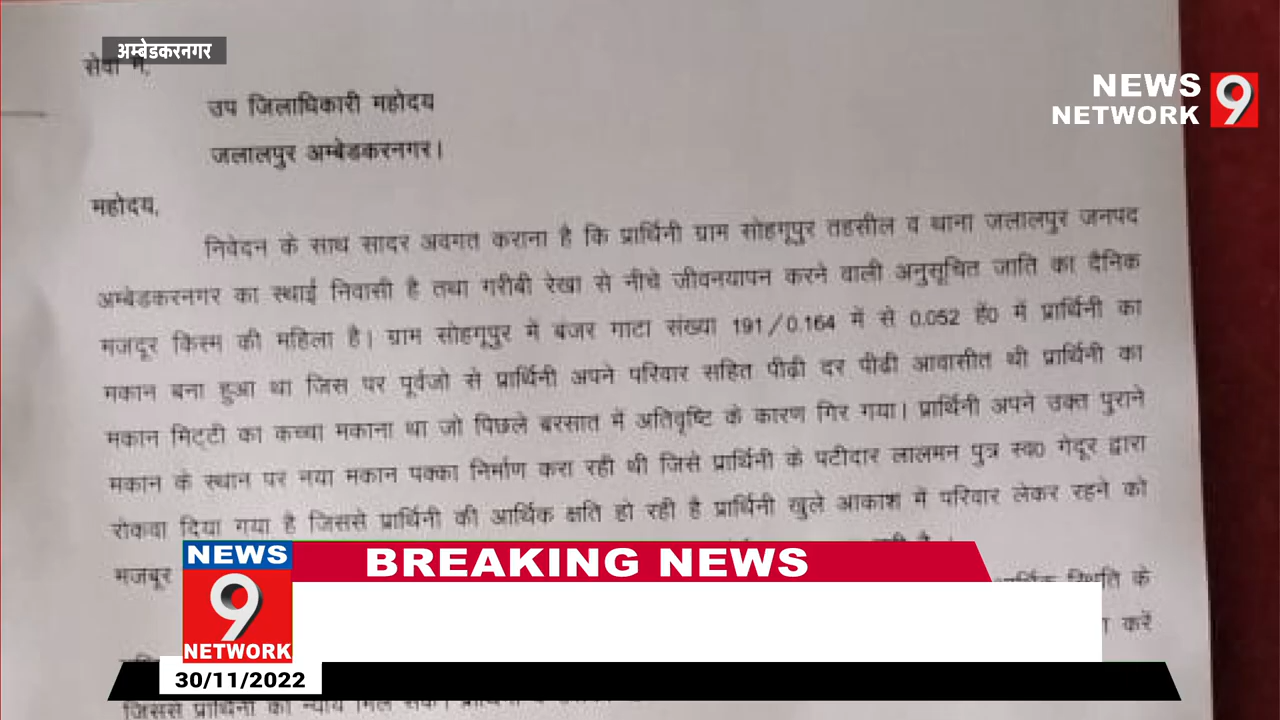 अम्बेडकरनगर
सेवा में,
NEWS
NETWORK 9
उप जिलाधिकारी महोदय
जलालपुर अम्बेडकरनगर।
महोदय,
निवेदन के साथ सादर अवगत कराना है कि प्रार्थिनी ग्राम सोहगूपुर तहसील व थाना जलालपुर जनपद
अम्बेडकरनगर का स्थाई निवासी है तथा गरीबी रेखा से नीचे जीवनयापन करने वाली अनुसूचित जाति का दैनिक
मजदूर किस्म की महिला है। ग्राम सोहगूपुर में बंजर गाटा संख्या 191/0.164 में से 0.052 हे0 में प्रार्थिनी का
मकान बना हुआ था जिस पर पूर्वजो से प्रार्थिनी अपने परिवार सहित पीढी दर पीढी आवासीत थी प्रार्थिनी का
मकान मिट्टी का कच्चा मकाना था जो पिछले बरसात में अतिवृष्टि के कारण गिर गया। प्रार्थिनी अपने उक्त पुराने
मकान के स्थान पर नया मकान पक्का निर्माण करा रही थी जिसे प्रार्थिनी के पटीदार लालमन पुत्र स्व0 गेदूर द्वारा
रोकवा दिया गया है जिससे प्रार्थिनी की आर्थिक क्षति हो रही है प्रार्थिनी खुले आकाश में परिवार लेकर रहने को
मजबूर
स्थिति के
करें
जिससे प्रार्थिनी को न्याय मिल सके।
NEWS
9
NETWORK
BREAKING NEWS
30/11/2022